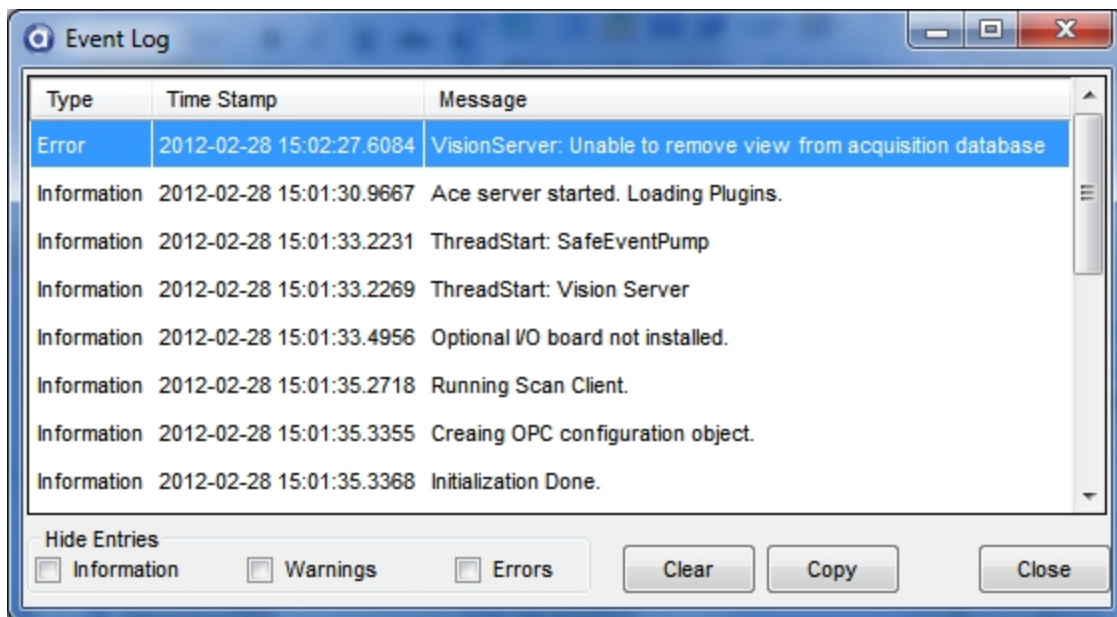 Event Log
Type Time Stamp Message
Error 2012-02-28 15:02:27.6084 VisionServer: Unable to remove view from acquisition database
Information 2012-02-28 15:01:30.9667 Ace server started. Loading Plugins.
Information 2012-02-28 15:01:33.2231 ThreadStart: SafeEventPump
Information 2012-02-28 15:01:33.2269 ThreadStart: Vision Server
Information 2012-02-28 15:01:33.4956 Optional I/O board not installed.
Information 2012-02-28 15:01:35.2718 Running Scan Client.
Information 2012-02-28 15:01:35.3355 Creaing OPC configuration object.
Information 2012-02-28 15:01:35.3368 Initialization Done.
Hide Entries
Information Warnings Errors Clear Copy Close